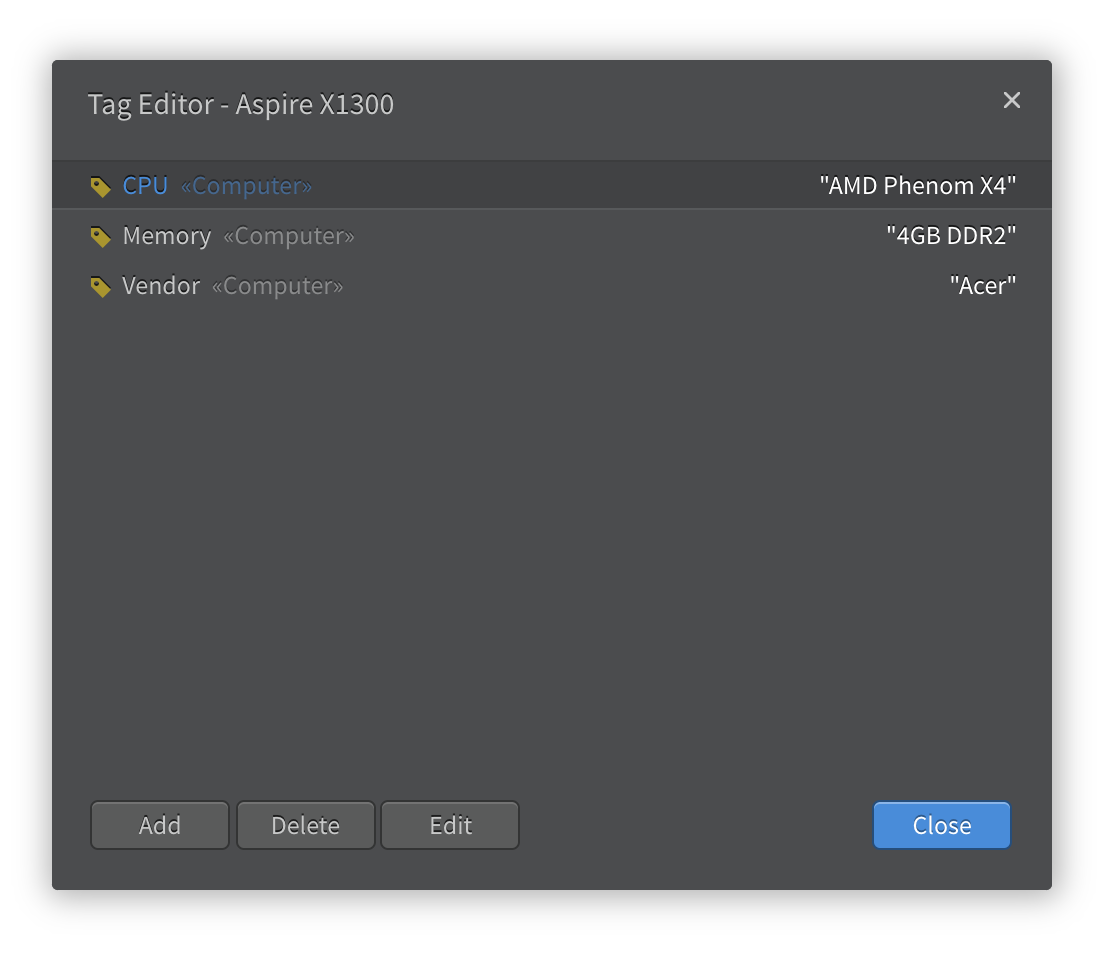 Tag Editor - Aspire X1300
CPU «Computer» "AMD Phenom X4"
Memory «Computer» "4GB DDR2"
Vendor «Computer» "Acer"
Add Delete Edit Close